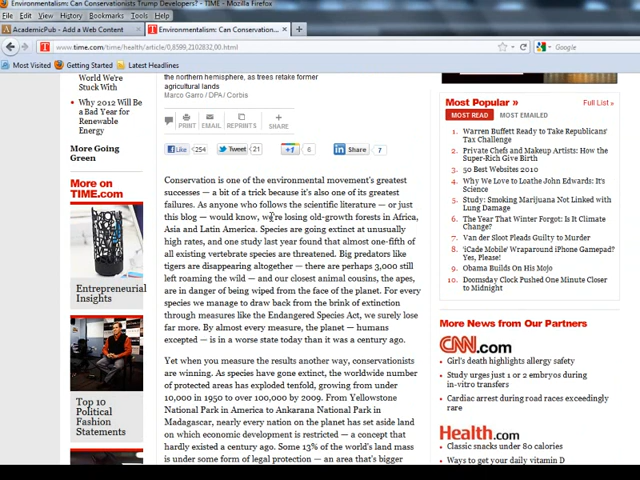 Environmentalism: Can Conservationists Trump Developers? - TIME - Mozilla Firefox
File Edit View History Bookmarks Tools Help
AcademicPub - Add a Web Content
Environmentalism: Can Conservation...
www.time.com/time/health/article/0,8599,2102832,00.html
Google
Most Visited Getting Started Latest Headlines
World We're
Stuck With
Why 2012 Will Be
a Bad Year for
Renewable
Energy
More Going
Green
More on
TIME.com
Entrepreneurial
Insights
Top 10
Political
Fashion
Statements
the northern hemisphere, as trees retake former
agricultural lands
Marco Garro / DPA / Corbis
PRINT EMAIL REPRINTS SHARE
Like 254 Tweet 21 +1 6 Share 7
Conservation is one of the environmental movement's greatest
successes — a bit of a trick because it's also one of its greatest
failures. As anyone who follows the scientific literature — or just
this blog — would know, we're losing old-growth forests in Africa,
Asia and Latin America. Species are going extinct at unusually
high rates, and one study last year found that almost one-fifth of
all existing vertebrate species are threatened. Big predators like
tigers are disappearing altogether — there are perhaps 3,000 still
left roaming the wild — and our closest animal cousins, the apes,
are in danger of being wiped from the face of the planet. For every
species we manage to draw back from the brink of extinction
through measures like the Endangered Species Act, we surely lose
far more. By almost every measure, the planet — humans
excepted — is in a worse state today than it was a century ago.
Yet when you measure the results another way, conservationists
are winning. As species have gone extinct, the worldwide number
of protected areas has exploded tenfold, growing from under
10,000 in 1950 to over 100,000 by 2009. From Yellowstone
National Park in America to Ankarana National Park in
Madagascar, nearly every nation on the planet has set aside land
on which economic development is restricted — a concept that
hardly existed a century ago. Some 13% of the world's land mass
is under some form of legal protection — an area that's bigger
Most Popular »
Full List »
MOST READ MOST EMAILED
1. Warren Buffett Ready to Take Republicans'
Tax Challenge
2. Private Chefs and Makeup Artists: How the
Super-Rich Give Birth
3. 50 Best Websites 2010
4. Why We Love to Loathe John Edwards: It's
Science
5. Study: Smoking Marijuana Not Linked with
Lung Damage
6. The Year That Winter Forgot: Is It Climate
Change?
7. Van der Sloot Pleads Guilty to Murder
8. 'iCade Mobile' Wraparound iPhone Gamepad?
Yes, Please!
9. Obama Builds On His Mojo
10. Doomsday Clock Pushed One Minute Closer
to Midnight
More News from Our Partners
CNN.com
Girl's death highlights allergy safety
Study urges just 1 or 2 embryos during
in-vitro transfers
Cardiac arrest during road races exceedingly
rare
Health.com
Classic snacks under 80 calories
Ways to get your daily vitamin D